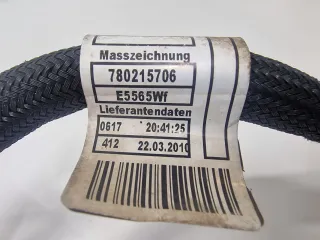 Masszeichnung
780215706
E5565Wf
Lieferantendaten
0617 20:41:25
412 22.03.2010